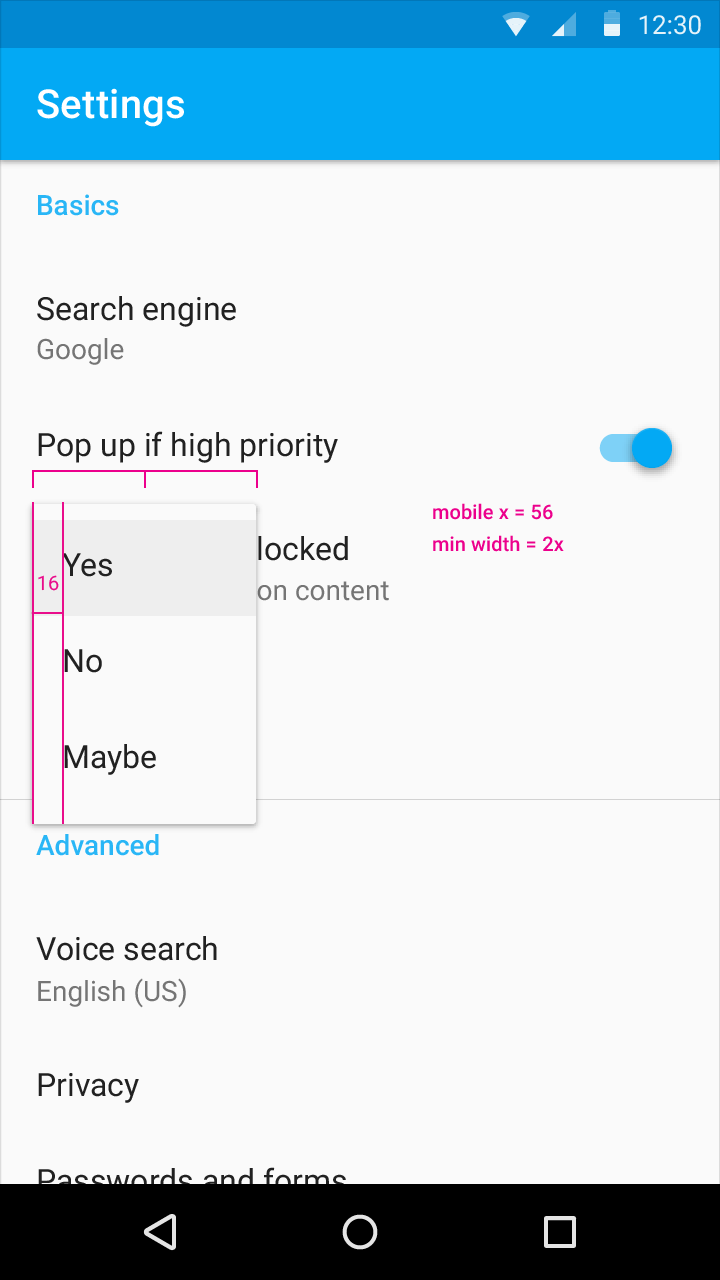 12:30
Settings
Basics
Search engine
Google
Pop up if high priority
mobile x = 56
min width = 2x
locked
on content
Yes
16
No
Maybe
Advanced
Voice search
English (US)
Privacy
Passwords and forms